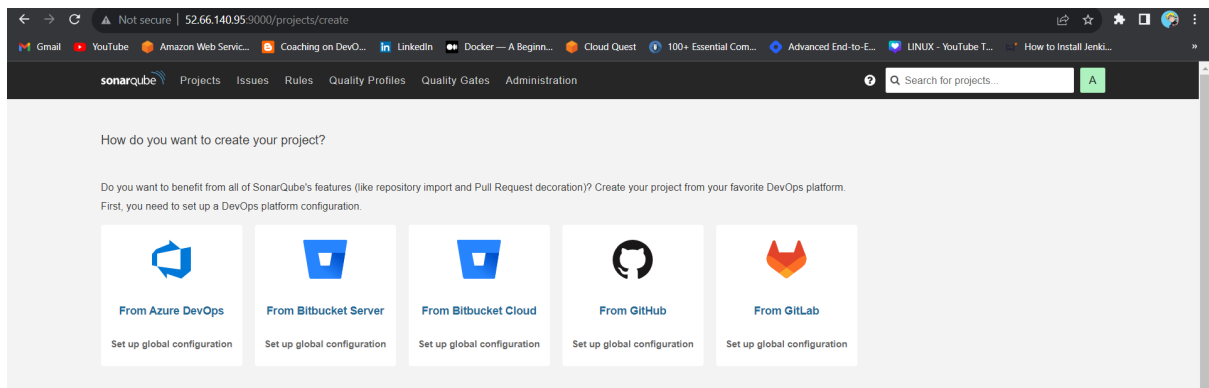 Not secure | 52.66.140.95:9000/projects/create
Gmail YouTube Amazon Web Servic... Coaching on DevO... LinkedIn Docker — A Beginn... Cloud Quest 100+ Essential Com... Advanced End-to-E... LINUX - YouTube T... How to Install Jenki... »
sonarqube Projects Issues Rules Quality Profiles Quality Gates Administration ? Search for projects... A
How do you want to create your project?
Do you want to benefit from all of SonarQube's features (like repository import and Pull Request decoration)? Create your project from your favorite DevOps platform.
First, you need to set up a DevOps platform configuration.
From Azure DevOps From Bitbucket Server From Bitbucket Cloud From GitHub From GitLab
Set up global configuration Set up global configuration Set up global configuration Set up global configuration Set up global configuration